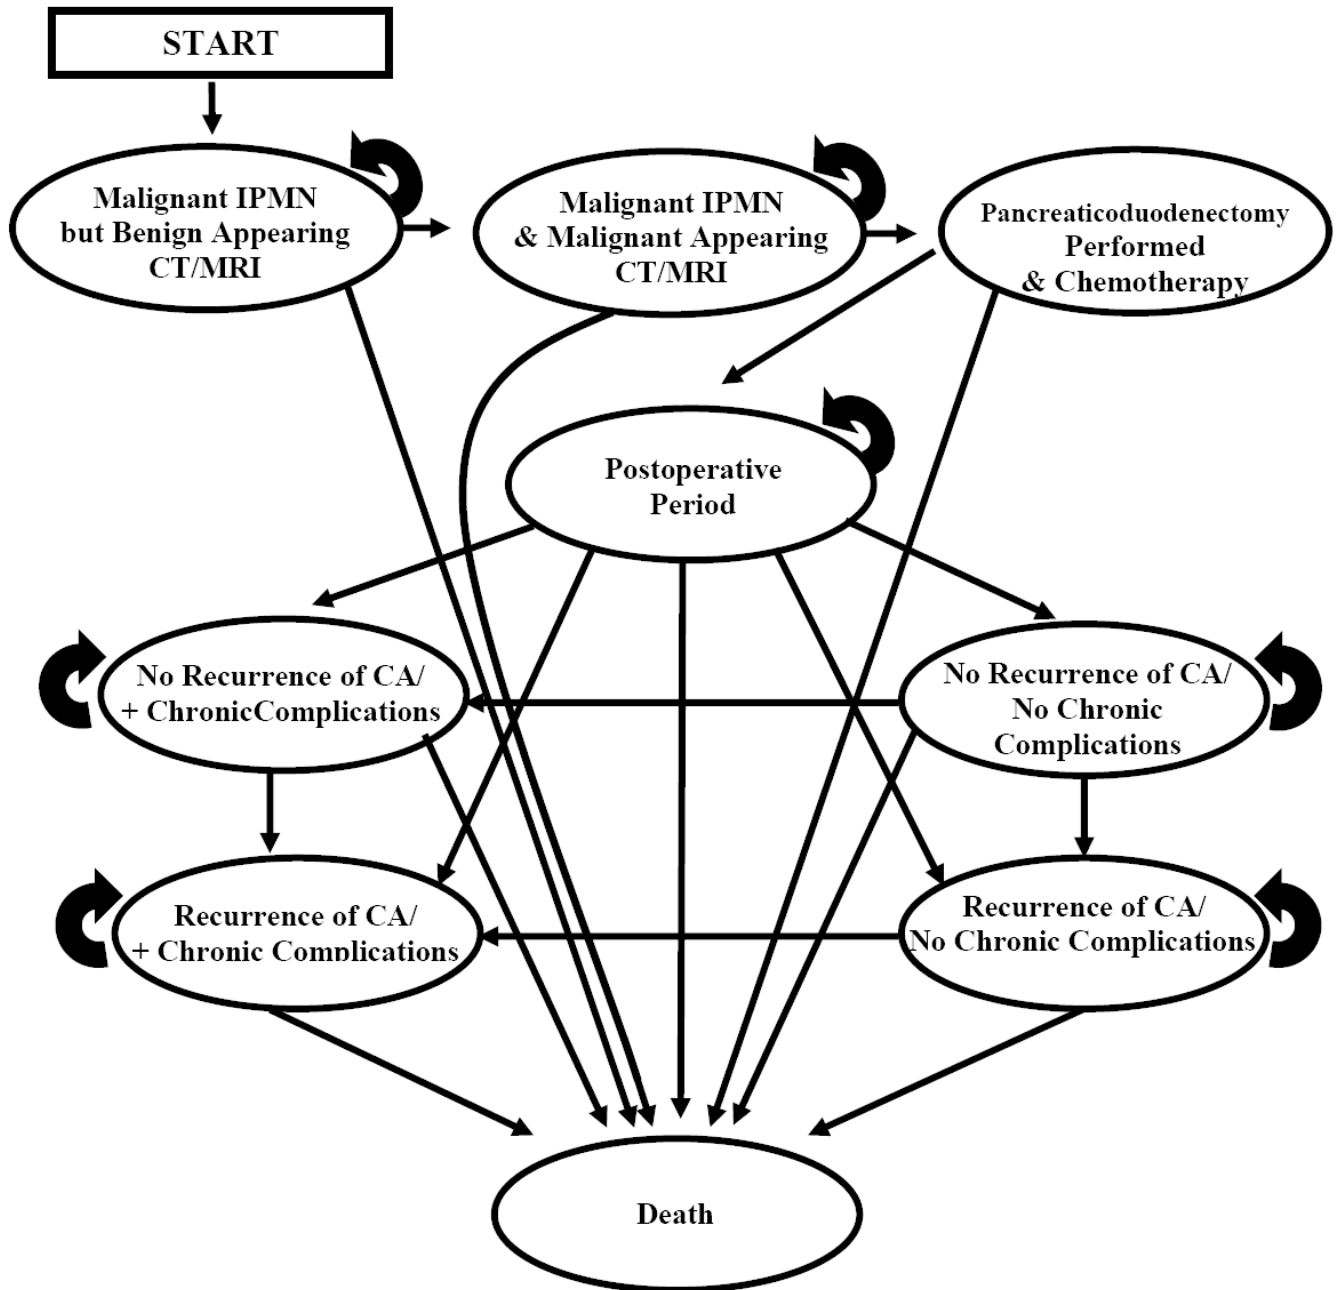 START
Malignant IPMN
but Benign Appearing
CT/MRI
Malignant IPMN
& Malignant Appearing
CT/MRI
Pancreaticoduodenectomy
Performed
& Chemotherapy
Postoperative
Period
No Recurrence of CA/
+ ChronicComplications
No Recurrence of CA/
No Chronic
Complications
Recurrence of CA/
+ Chronic Complications
Recurrence of CA/
No Chronic Complications
Death